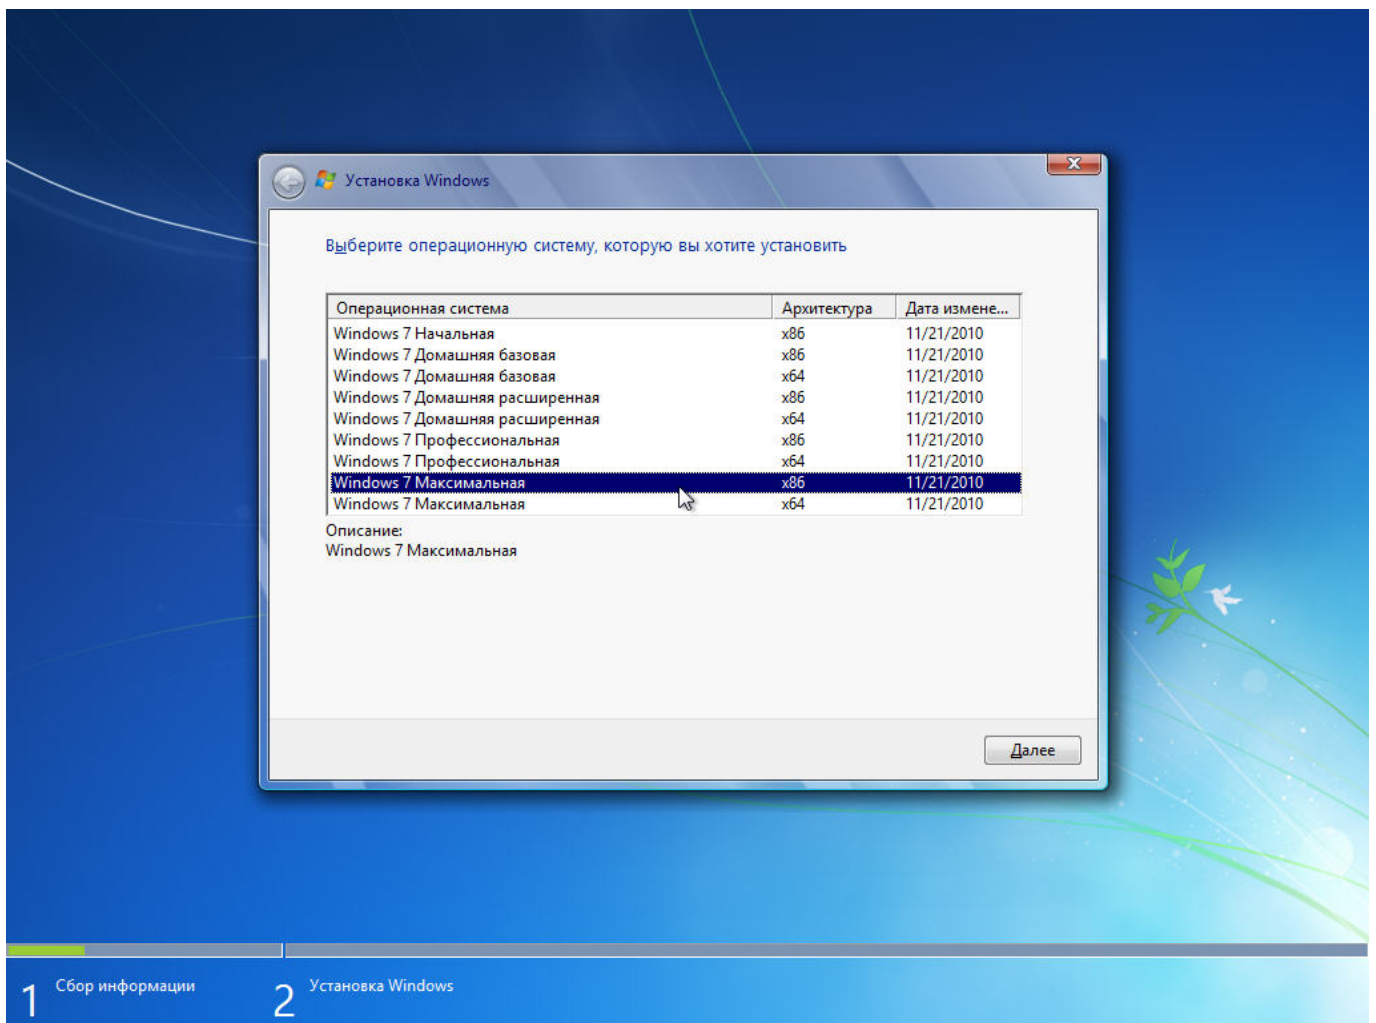 Установка Windows
Выберите операционную систему, которую вы хотите установить
Операционная система Архитектура Дата измене...
Windows 7 Начальная x86 11/21/2010
Windows 7 Домашняя базовая x86 11/21/2010
Windows 7 Домашняя базовая x64 11/21/2010
Windows 7 Домашняя расширенная x86 11/21/2010
Windows 7 Домашняя расширенная x64 11/21/2010
Windows 7 Профессиональная x86 11/21/2010
Windows 7 Профессиональная x64 11/21/2010
Windows 7 Максимальная x86 11/21/2010
Windows 7 Максимальная x64 11/21/2010
Описание:
Windows 7 Максимальная
Далее
1 Сбор информации 2 Установка Windows